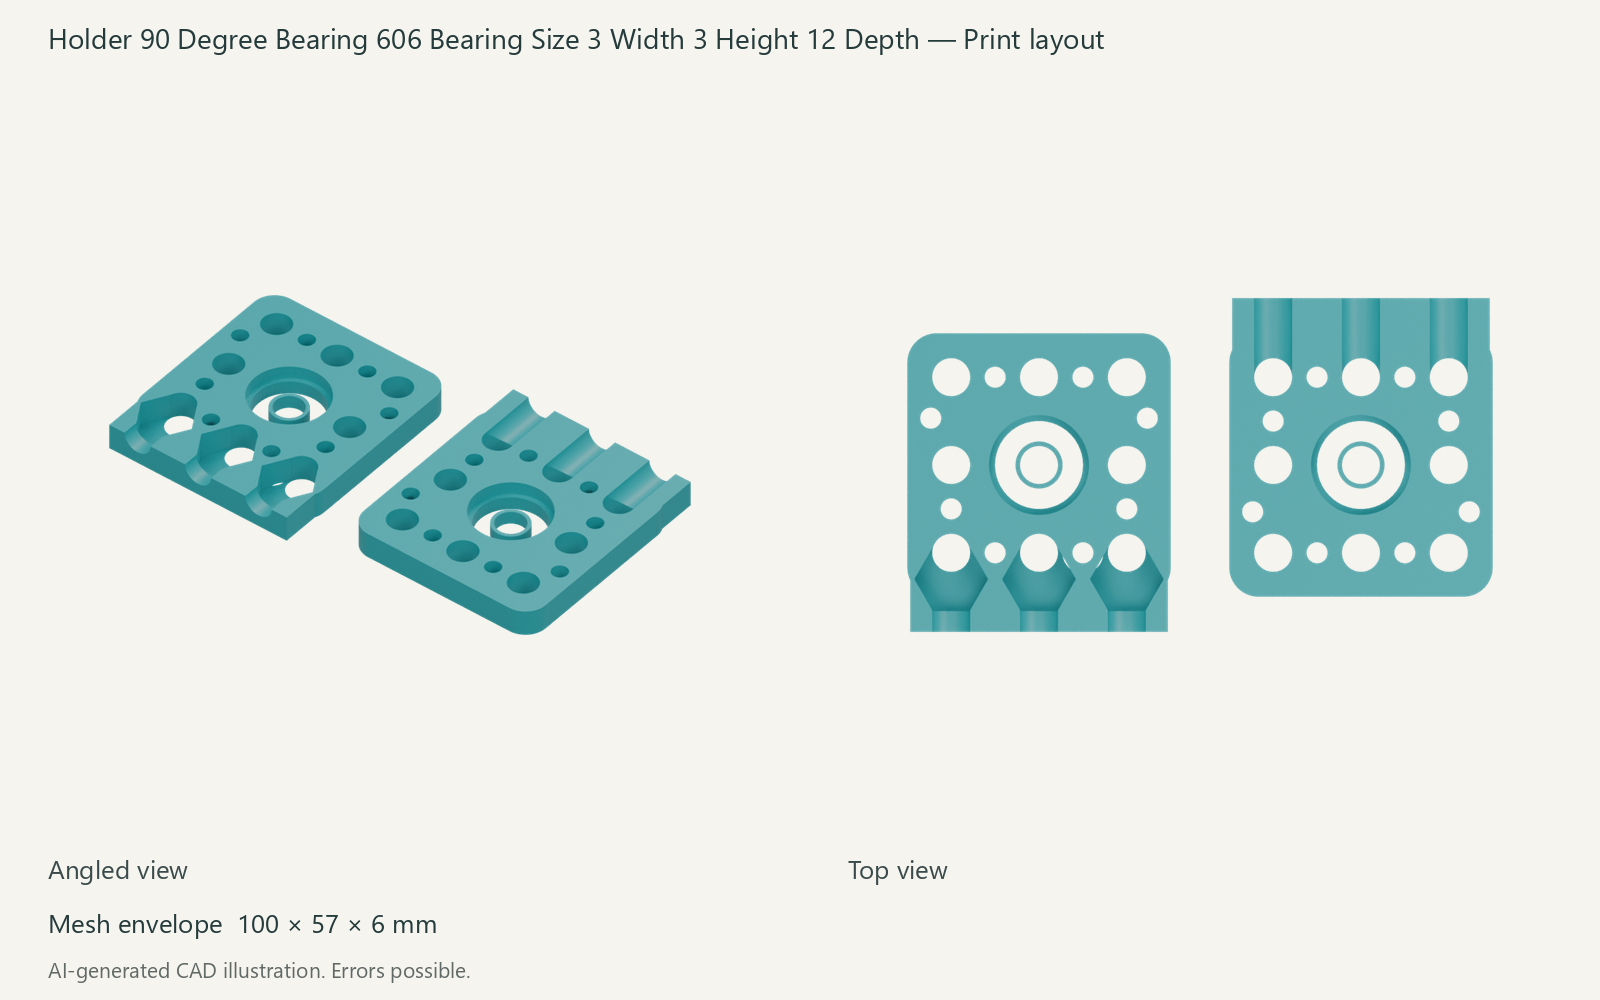 Holder 90 Degree Bearing 606 Bearing Size 3 Width 3 Height 12 Depth — Print layout
Angled view
Top view
Mesh envelope 100 × 57 × 6 mm
AI-generated CAD illustration. Errors possible.